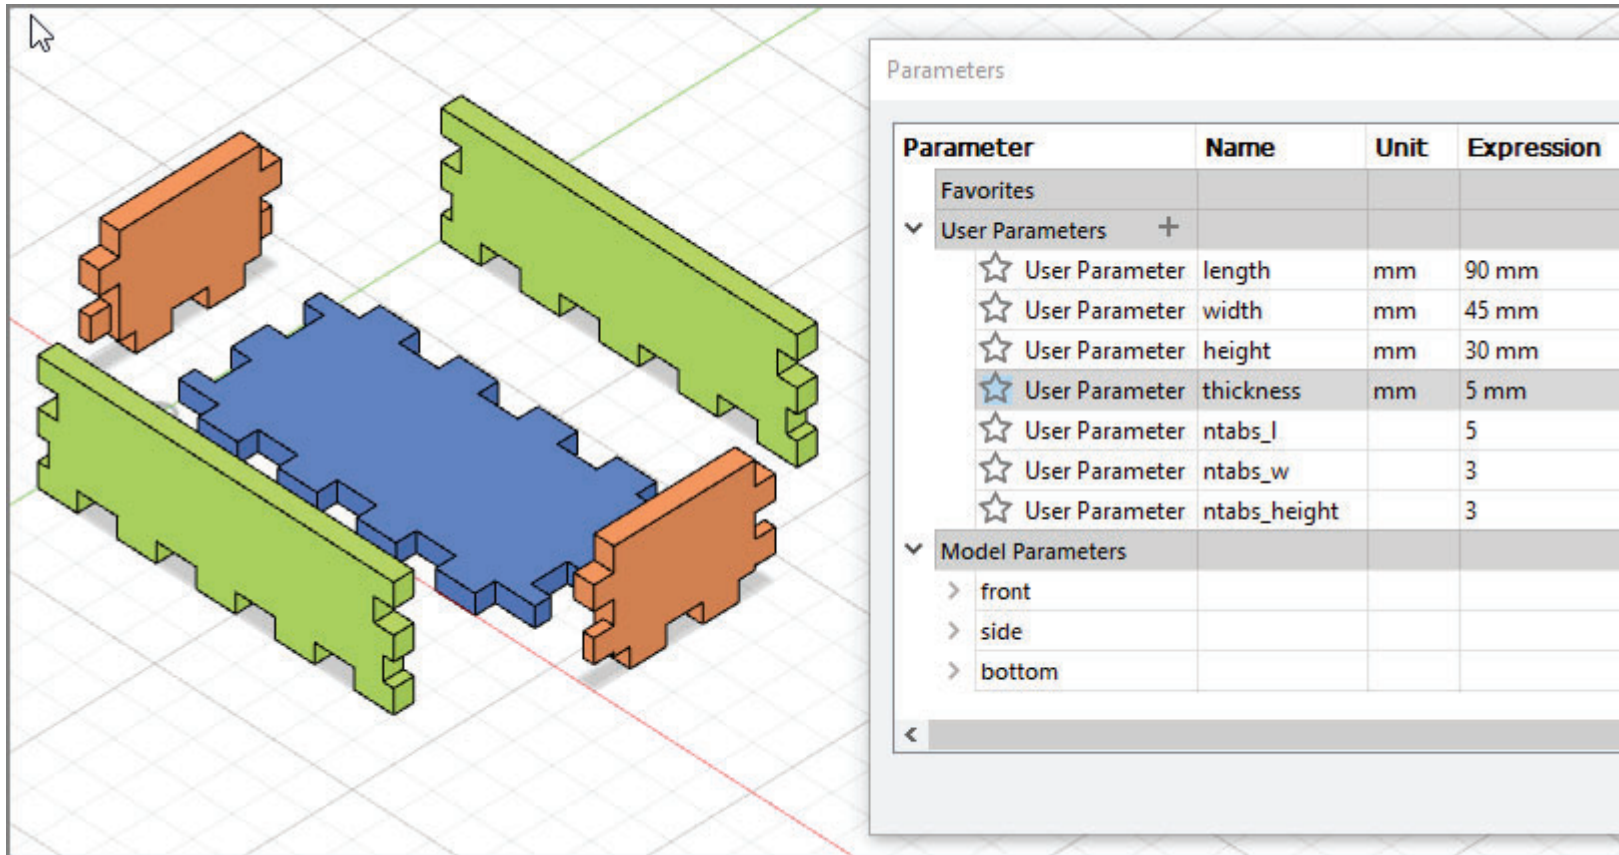 Parameters
Parameter Name Unit Expression
Favorites
User Parameters +
User Parameter length mm 90 mm
User Parameter width mm 45 mm
User Parameter height mm 30 mm
User Parameter thickness mm 5 mm
User Parameter ntabs_l 5
User Parameter ntabs_w 3
User Parameter ntabs_height 3
Model Parameters
front
side
bottom